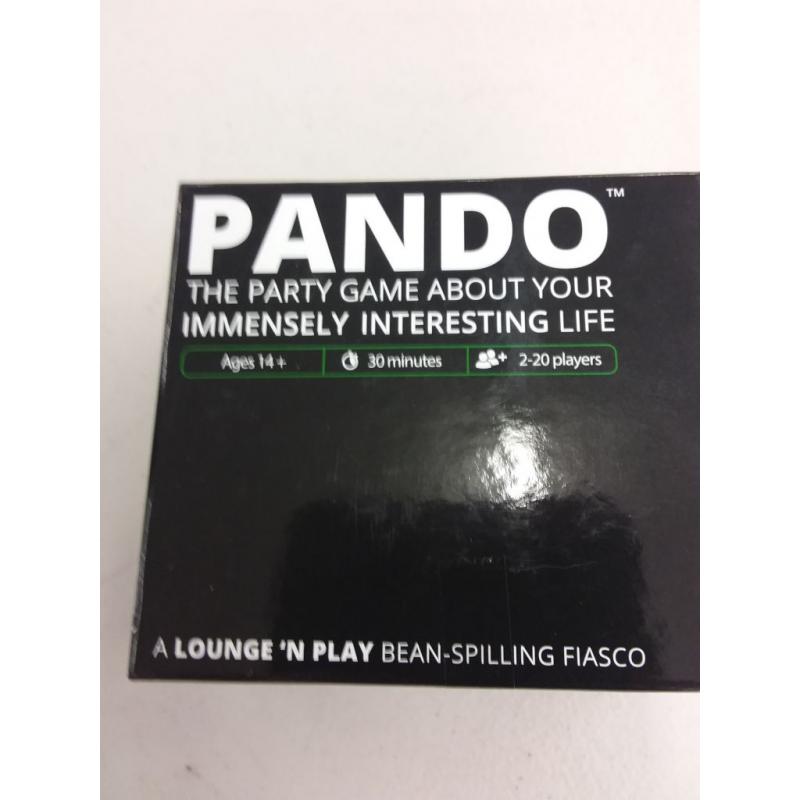 PANDO™
THE PARTY GAME ABOUT YOUR
IMMENSELY INTERESTING LIFE
Ages 14+ 30 minutes 2-20 players
A LOUNGE 'N PLAY BEAN-SPILLING FIASCO